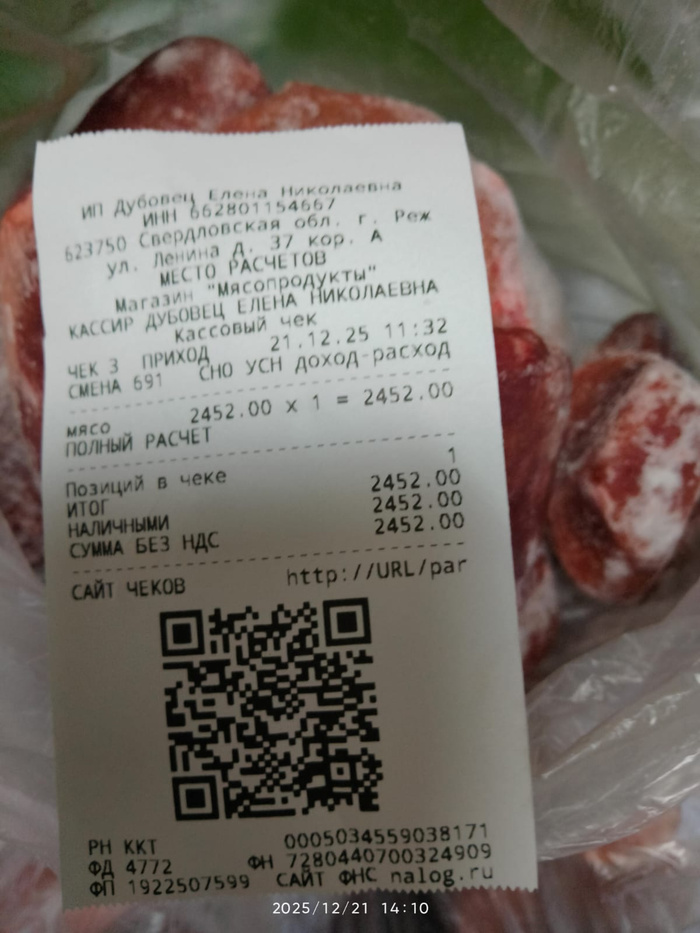 ИП Дубовец Елена Николаевна
ИНН 662801154667
623750 Свердловская обл. г. Реж
ул. Ленина д. 37 кор. А
МЕСТО РАСЧЕТОВ
Магазин "Мясопродукты"
КАССИР ДУБОВЕЦ ЕЛЕНА НИКОЛАЕВНА
Кассовый чек
ЧЕК 3 ПРИХОД 21.12.25 11:32
СМЕНА 691 СНО УСН доход-расход
мясо 2452.00 x 1 = 2452.00
ПОЛНЫЙ РАСЧЕТ
Позиций в чеке 1
ИТОГ 2452.00
НАЛИЧНЫМИ 2452.00
СУММА БЕЗ НДС 2452.00
САЙТ ЧЕКОВ http://URL/par
РН ККТ 0005034559038171
ФД 4772 ФН 7280440700324909
ФП 1922507599 САЙТ ФНС nalog.ru
2025/12/21 14:10